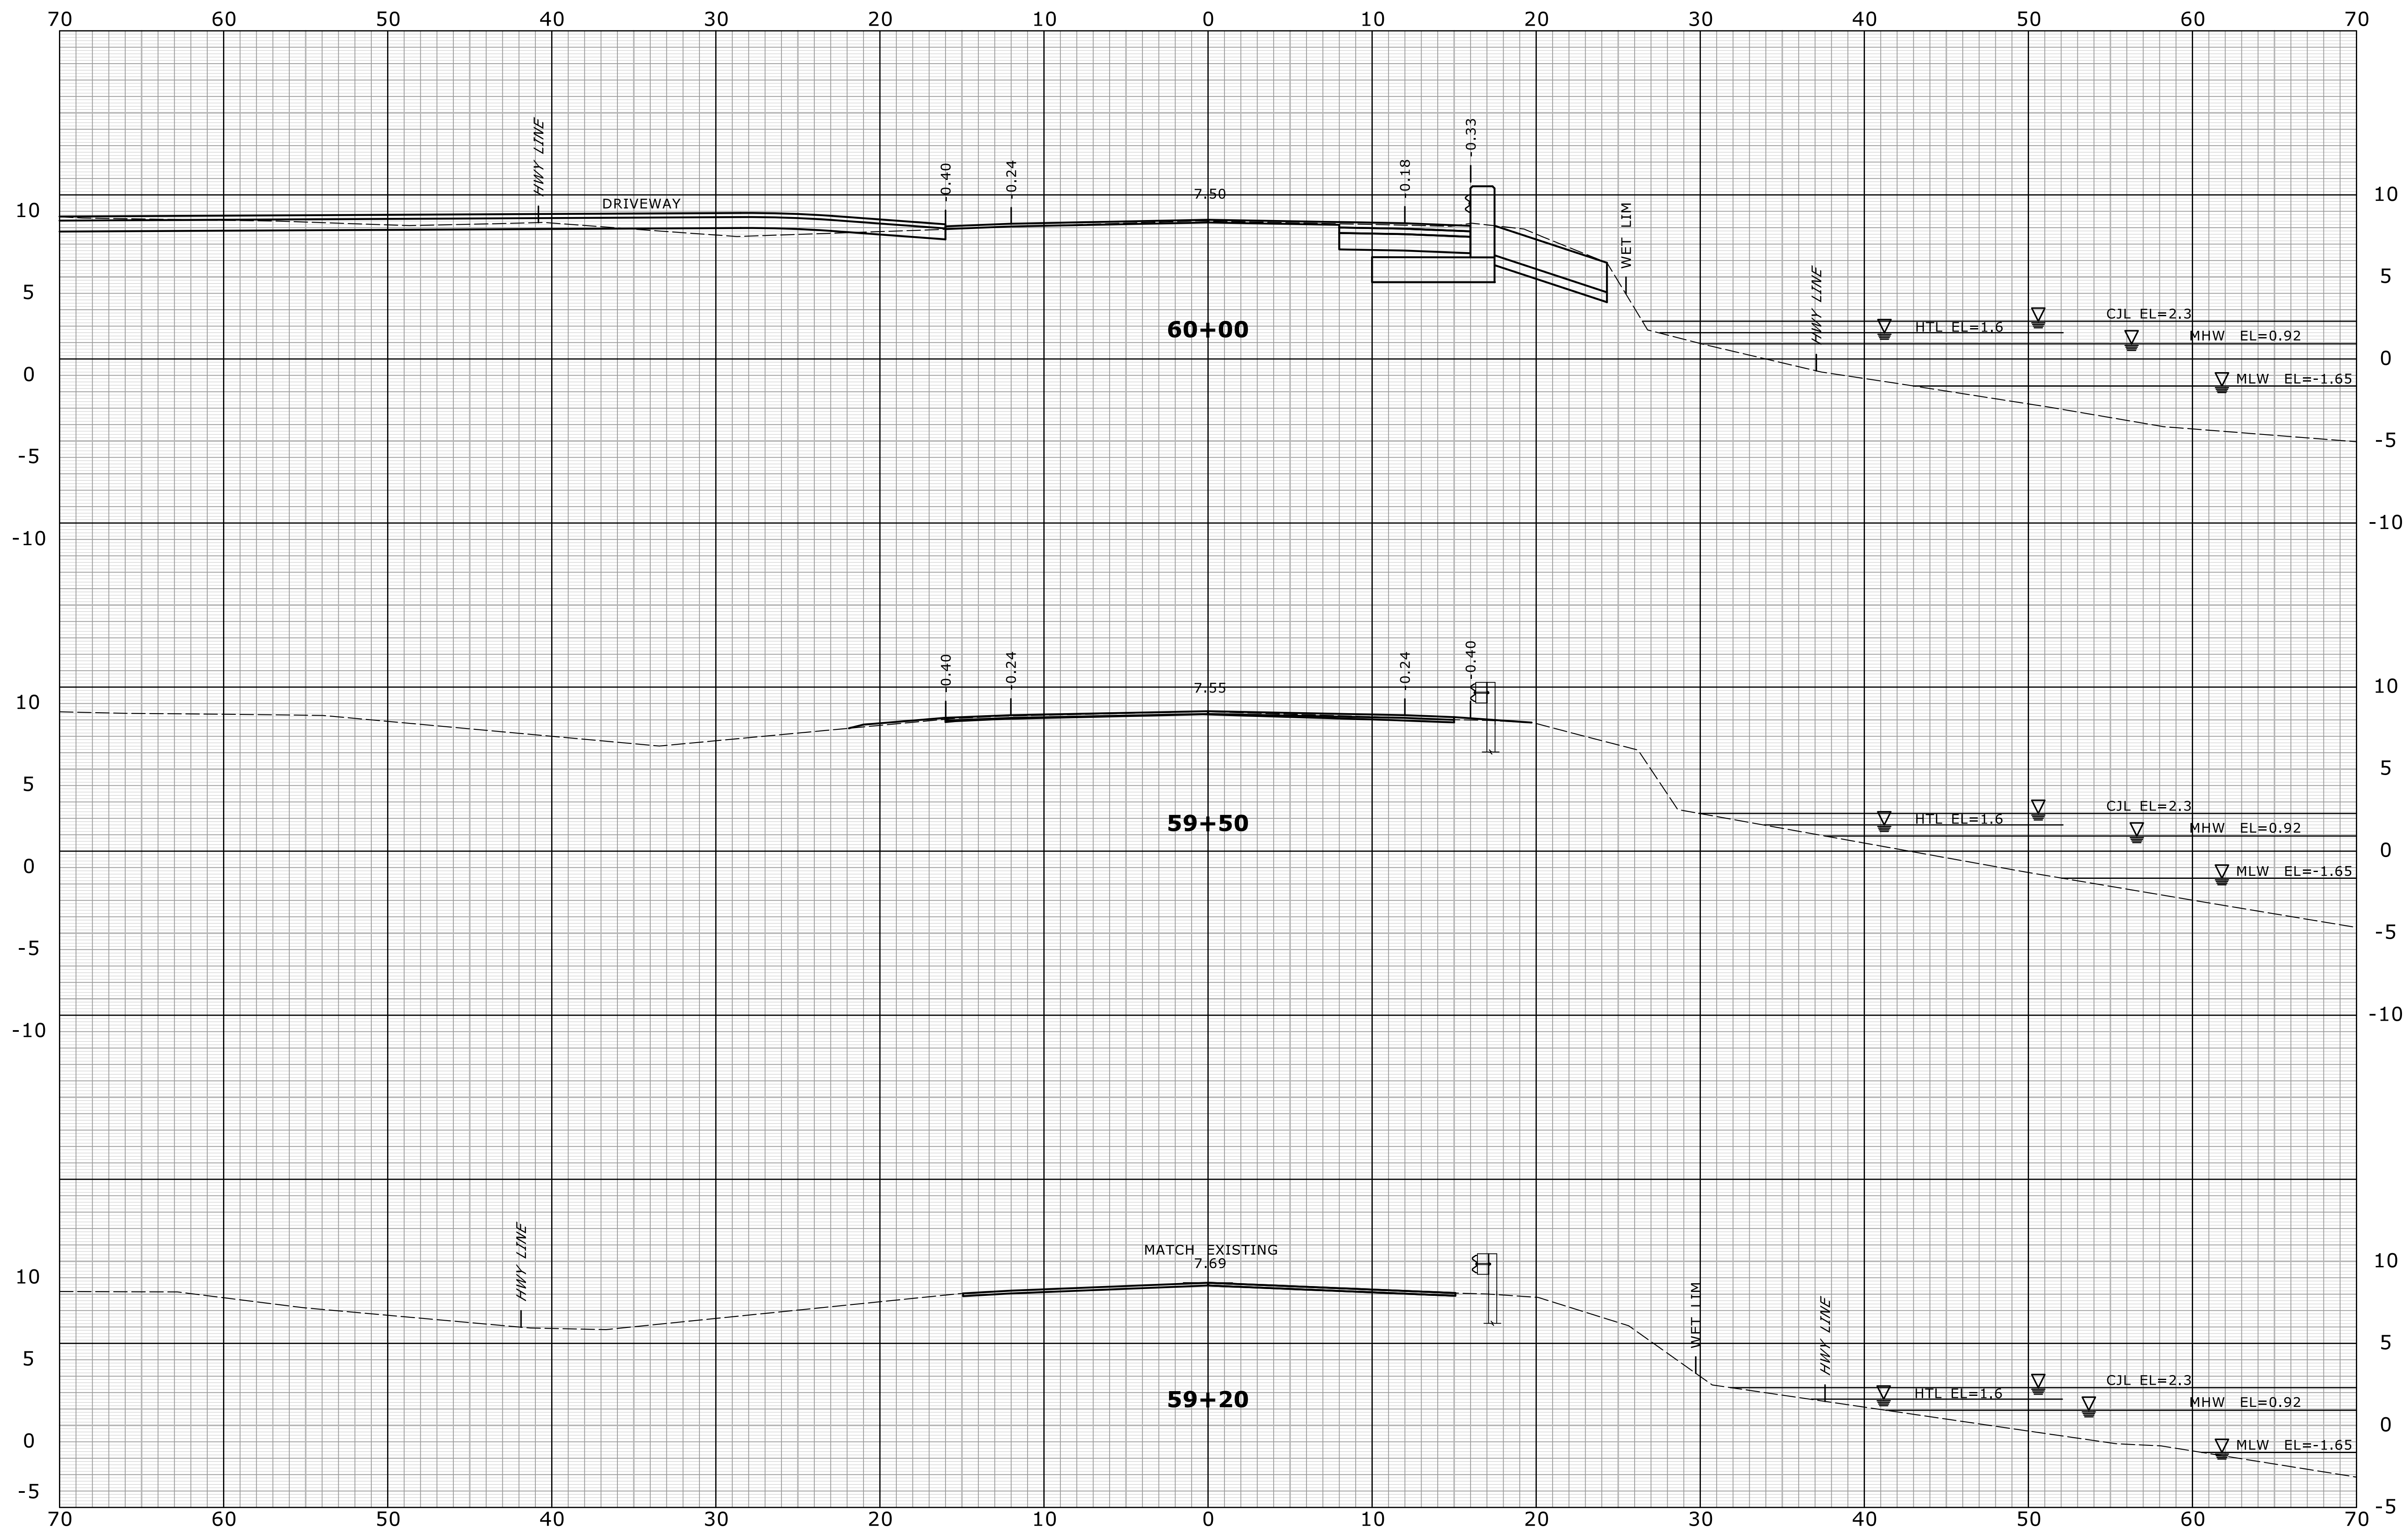 70 60 50 40 30 20 10 0 10 20 30 40 50 60 70
HWY LINE
DRIVEWAY
-0.40
-0.24
7.50
-0.18
-0.33
WET LIM
HWY LINE
10 10
5 5
CJL EL=2.3
HTL EL=1.6
MHW EL=0.92
60+00
0 0
MLW EL=-1.65
-5 -5
-10 -10
-0.40
-0.24
7.55
-0.24
-0.40
10 10
5 5
CJL EL=2.3
HTL EL=1.6
MHW EL=0.92
59+50
0 0
MLW EL=-1.65
-5 -5
-10 -10
HWY LINE
MATCH EXISTING
7.69
WET LIM
HWY LINE
10 10
5 5
CJL EL=2.3
HTL EL=1.6
MHW EL=0.92
59+20
0 0
MLW EL=-1.65
-5 -5
70 60 50 40 30 20 10 0 10 20 30 40 50 60 70